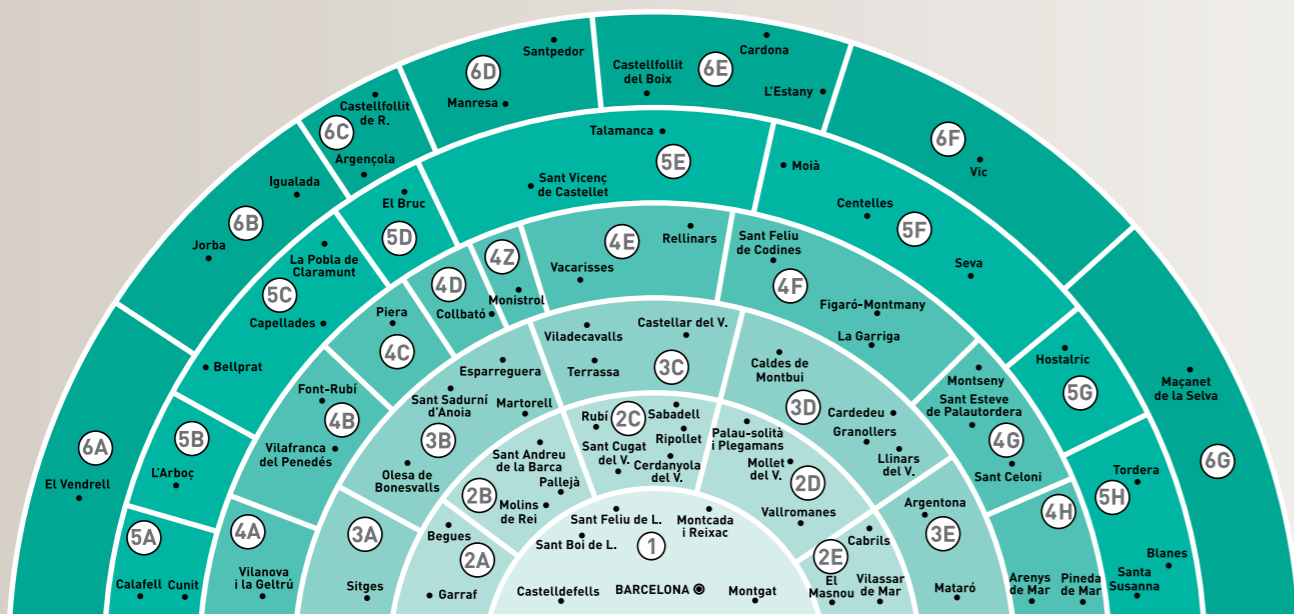 6A
El Vendrell
6B
Igualada
Jorba
6C
Castellfollit
de R.
Argençola
6D
Santpedor
Manresa
6E
Cardona
Castellfollit
del Boix
L'Estany
6F
Vic
6G
Maçanet
de la Selva
5A
Calafell
Cunit
5B
L'Arboç
5C
La Pobla de
Claramunt
Capellades
Bellprat
5D
El Bruc
5E
Talamanca
Sant Vicenç
de Castellet
5F
Moià
Centelles
Seva
5G
Hostalric
5H
Tordera
Blanes
Santa
Susanna
4A
Vilanova
i la Geltrú
4B
Font-Rubí
Vilafranca
del Penedés
4C
Piera
4D
Collbató
4Z
Monistrol
4E
Rellinars
Vacarisses
4F
Sant Feliu
de Codines
Figaró-Montmany
La Garriga
4G
Montseny
Sant Esteve
de Palautordera
Sant Celoni
4H
Arenys
de Mar
Pineda
de Mar
3A
Sitges
3B
Esparreguera
Sant Sadurní
d'Anoia
Martorell
Olesa de
Bonesvalls
3C
Viladecavalls
Castellar del V.
Terrassa
3D
Caldes de
Montbui
Cardedeu
Granollers
Llinars
del V.
3E
Argentona
Mataró
2A
Begues
Garraf
2B
Sant Andreu
de la Barca
Pallejà
Molins
de Rei
2C
Rubí
Sabadell
Ripollet
Sant Cugat
del V.
Cerdanyola
del V.
2D
Palau-solità
i Plegamans
Mollet
del V.
Vallromanes
2E
Cabrils
El
Masnou
Vilassar
de Mar
1
Sant Feliu de L.
Montcada
i Reixac
Sant Boi de L.
Castelldefells
BARCELONA
Montgat